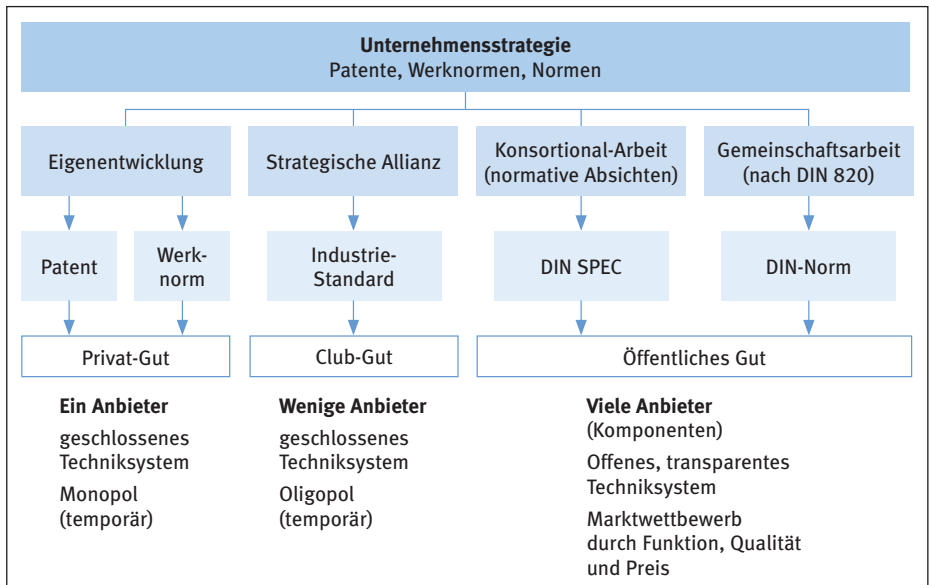 Unternehmensstrategie
Patente, Werknormen, Normen
Eigenentwicklung
Strategische Allianz
Konsortional-Arbeit
(normative Absichten)
Gemeinschaftsarbeit
(nach DIN 820)
Patent
Werk-
norm
Industrie-
Standard
DIN SPEC
DIN-Norm
Privat-Gut
Club-Gut
Öffentliches Gut
Ein Anbieter
geschlossenes
Techniksystem
Monopol
(temporär)
Wenige Anbieter
geschlossenes
Techniksystem
Oligopol
(temporär)
Viele Anbieter
(Komponenten)
Offenes, transparentes
Techniksystem
Marktwettbewerb
durch Funktion, Qualität
und Preis